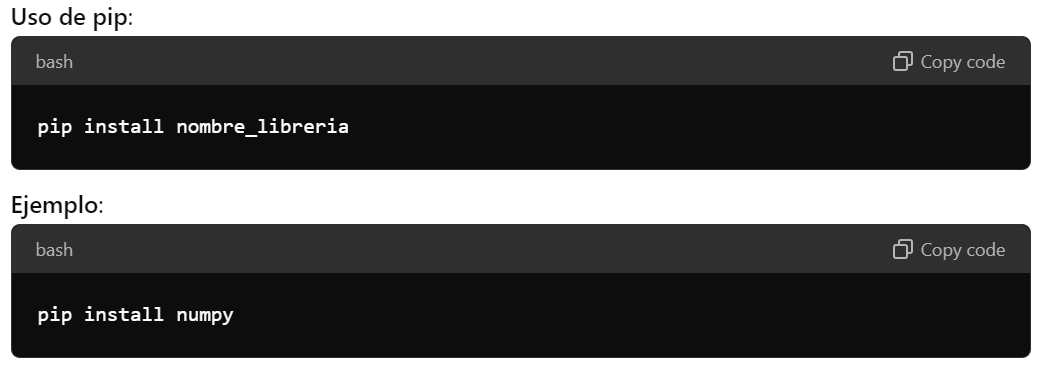 Uso de pip:
bash Copy code
pip install nombre_libreria
Ejemplo:
bash Copy code
pip install numpy